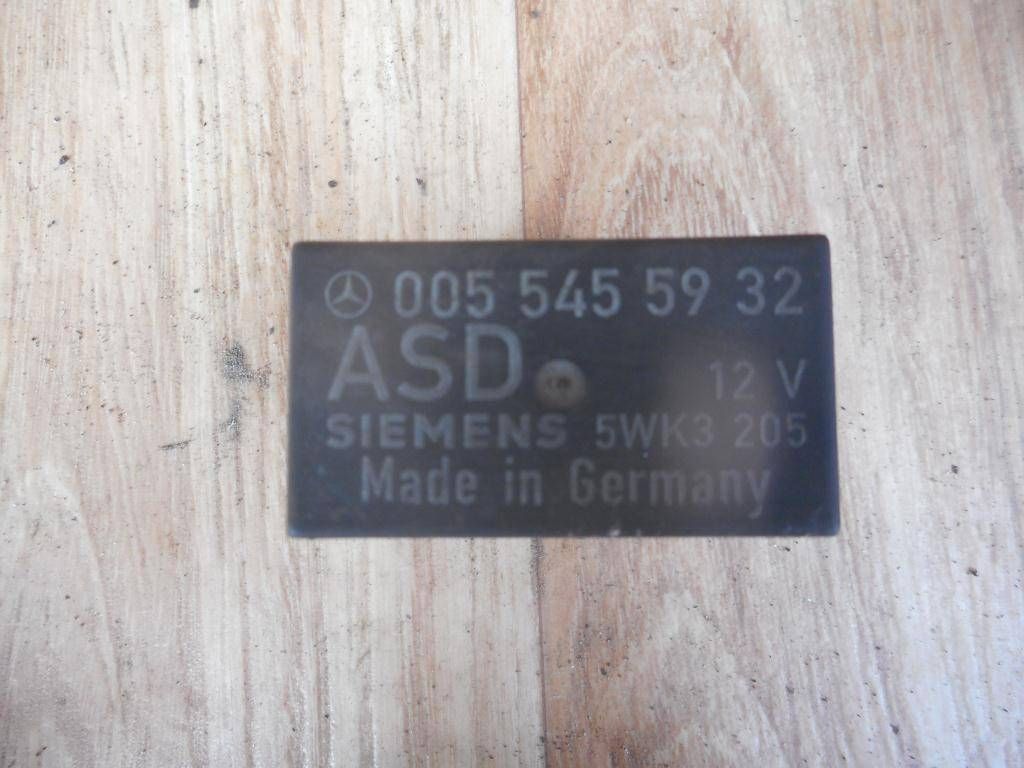 005 545 59 32
ASD 12 V
SIEMENS 5WK3 205
Made in Germany